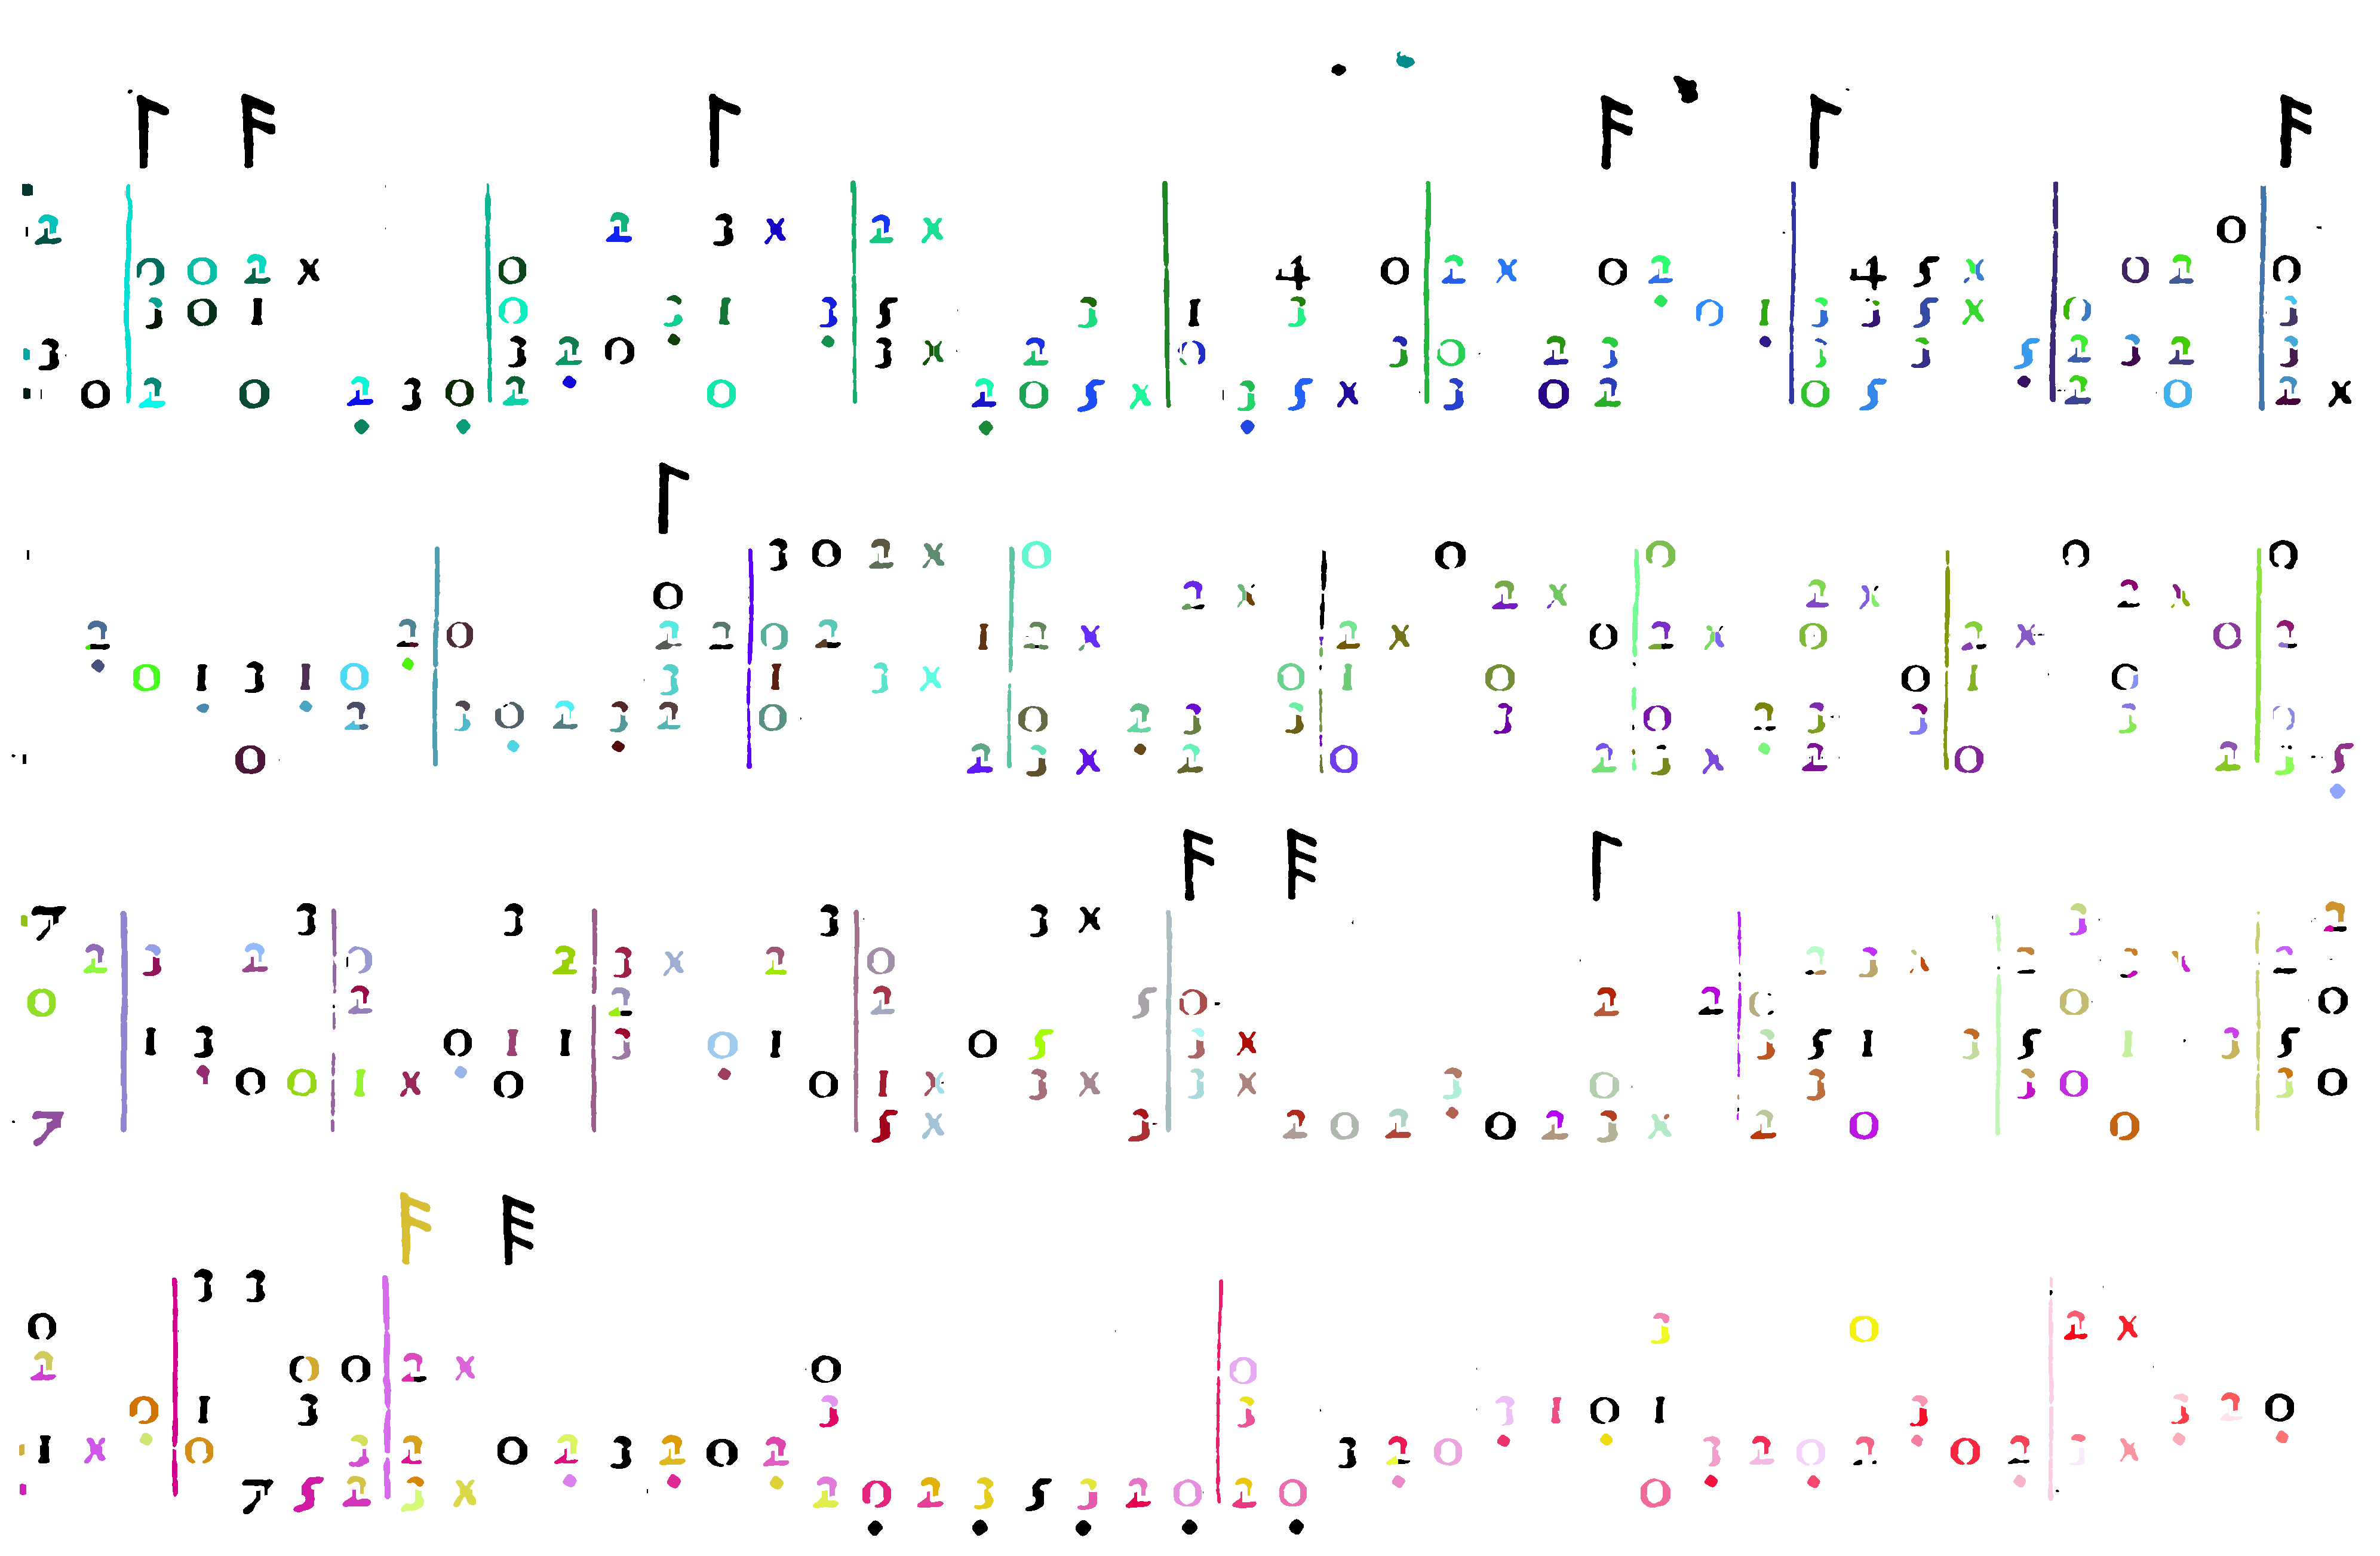 2 2 3 x 2 x 0
0 0 2 x 0 4 0 2 x 0 2 4 5 x 0 2 0
3 0 1 0 3 1 3 5 3 1 3 0 1 3 3 5 x 0 3
3 3 2 0 3 x 2 0 3 0 2 3 3 3 5 2 3 2 3
0 2 0 2 3 0 2 0 2 0 5 x 3 5 x 3 0 2 0 5 2 0 2 x
3 0 2 x 0 0 0 0 0
0 2 x 2 x 2 x 2 x
2 2 0 2 2 0 2 1 2 x 2 x 0 2 x 0 2 x 0 2
0 1 3 1 0 3 1 3 x 0 1 0 0 1 0
2 3 0 2 3 2 0 0 2 3 3 3 0 2 3 3 3 0
0 2 3 x 2 0 2 3 x 2 0 2 3 5
7 3 3 3 3 x 3 2
2 3 2 0 2 3 x 2 0 2 3 x 2 3 x 2
0 2 2 2 5 0 2 2 0 0 0
1 3 0 1 1 3 0 1 0 5 3 x 3 5 1 3 5 1 3 5
0 0 1 x 0 0 1 x 3 x 3 x 3 0 3 3 0 3 0
7 5 x 3 2 0 2 0 2 3 x 2 0 0
3 3
0 3 0 2 x
2 0 0 2 x 0 0
0 1 3 3 3 3 1 0 1 3 3 2 0
1 x 0 3 2 0 2 3 2 0 2 3 2 0 3 2 0 2 0 2 3 x
7 5 2 3 x 2 0 2 3 5 3 2 0 2 0 0